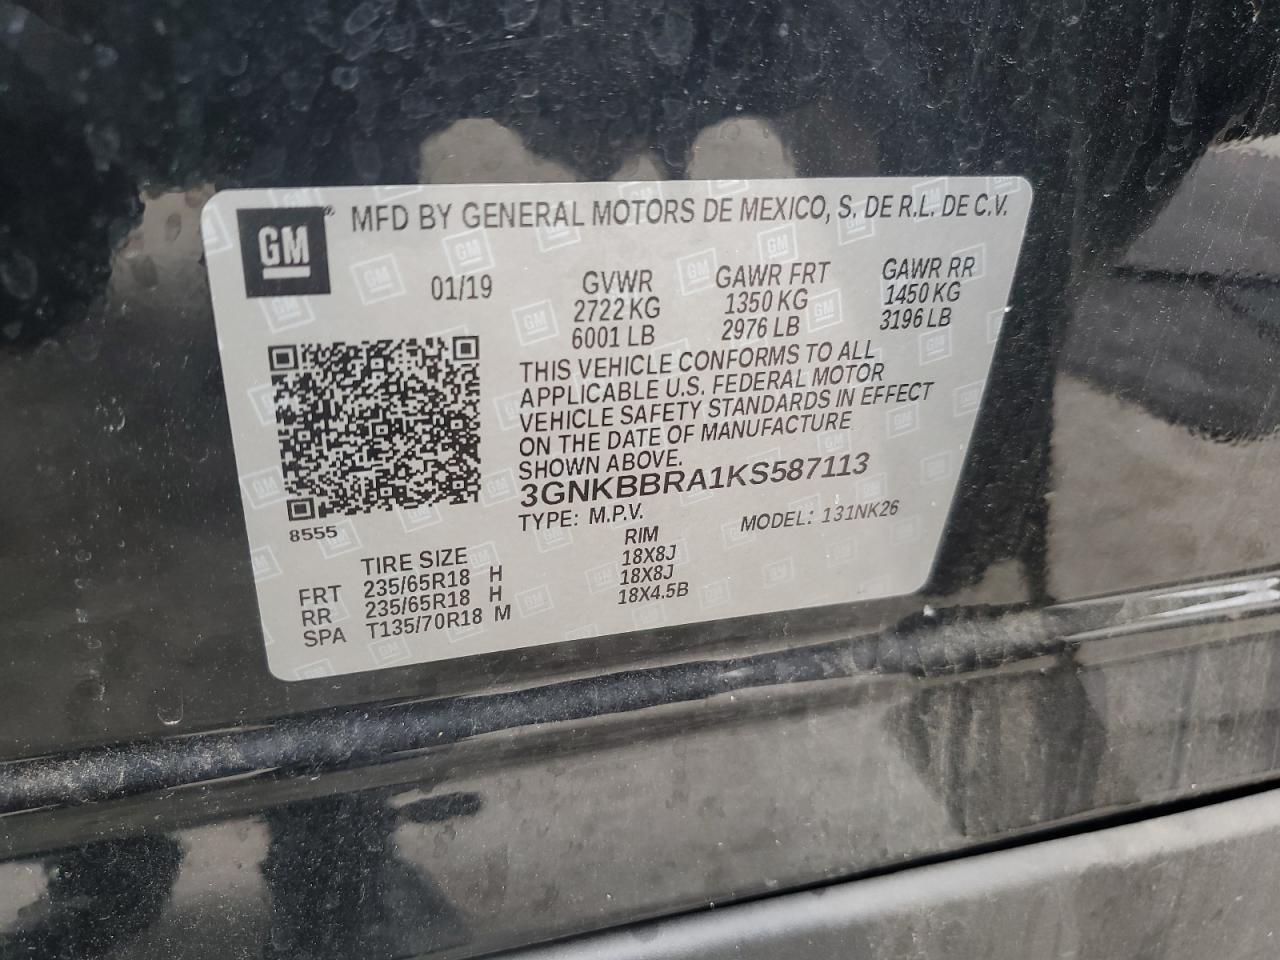 GM MFD BY GENERAL MOTORS DE MEXICO, S. DE R.L. DE C.V.
01/19 GVWR GAWR FRT GAWR RR
2722 KG 1350 KG 1450 KG
6001 LB 2976 LB 3196 LB
THIS VEHICLE CONFORMS TO ALL
APPLICABLE U.S. FEDERAL MOTOR
VEHICLE SAFETY STANDARDS IN EFFECT
ON THE DATE OF MANUFACTURE
SHOWN ABOVE.
3GNKBBRA1KS587113
8555
TYPE: M.P.V. MODEL: 131NK26
TIRE SIZE RIM
FRT 235/65R18 H 18X8J
RR 235/65R18 H 18X8J
SPA T135/70R18 M 18X4.5B